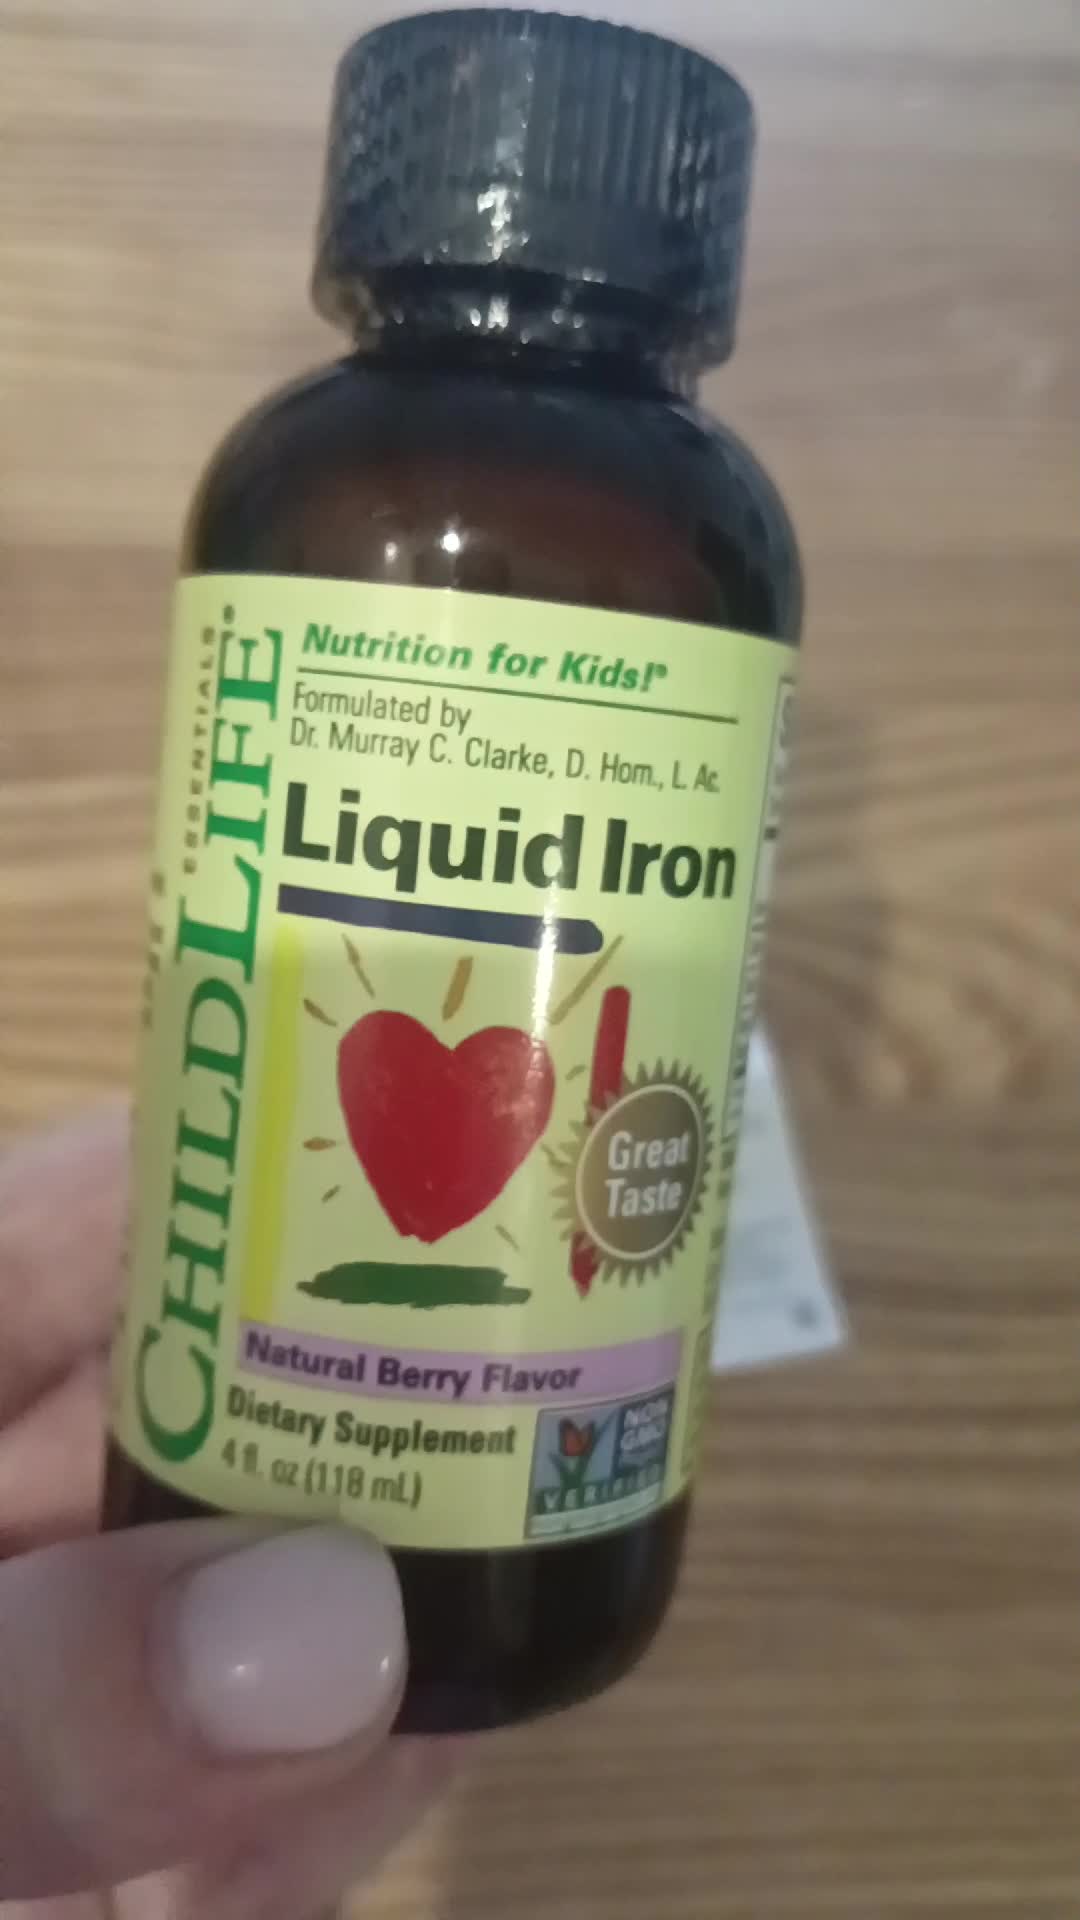 CHILDLIFE®
ESSENTIALS
Nutrition for Kids!®
Formulated by
Dr. Murray C. Clarke, D. Hom., L. Ac.
Liquid Iron
Great
Taste
Natural Berry Flavor
Dietary Supplement
4 fl. oz (118 mL)
NON
GMO
VERIFIED